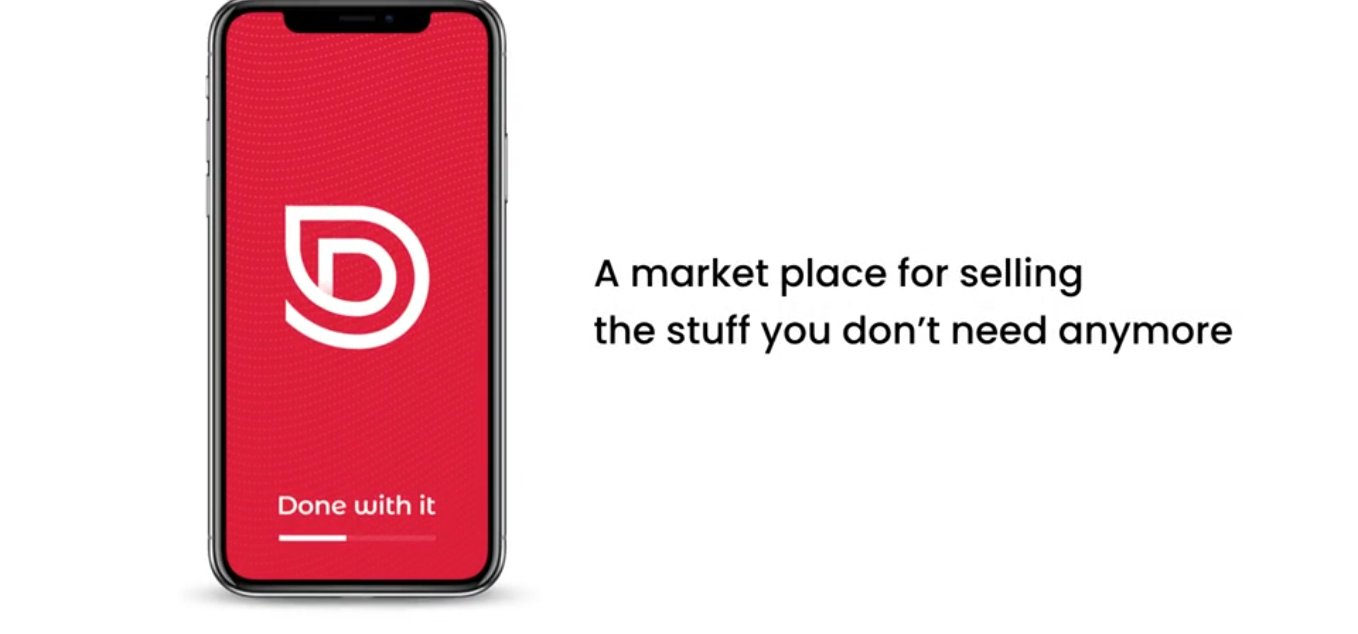 Done with it
A market place for selling
the stuff you don’t need anymore